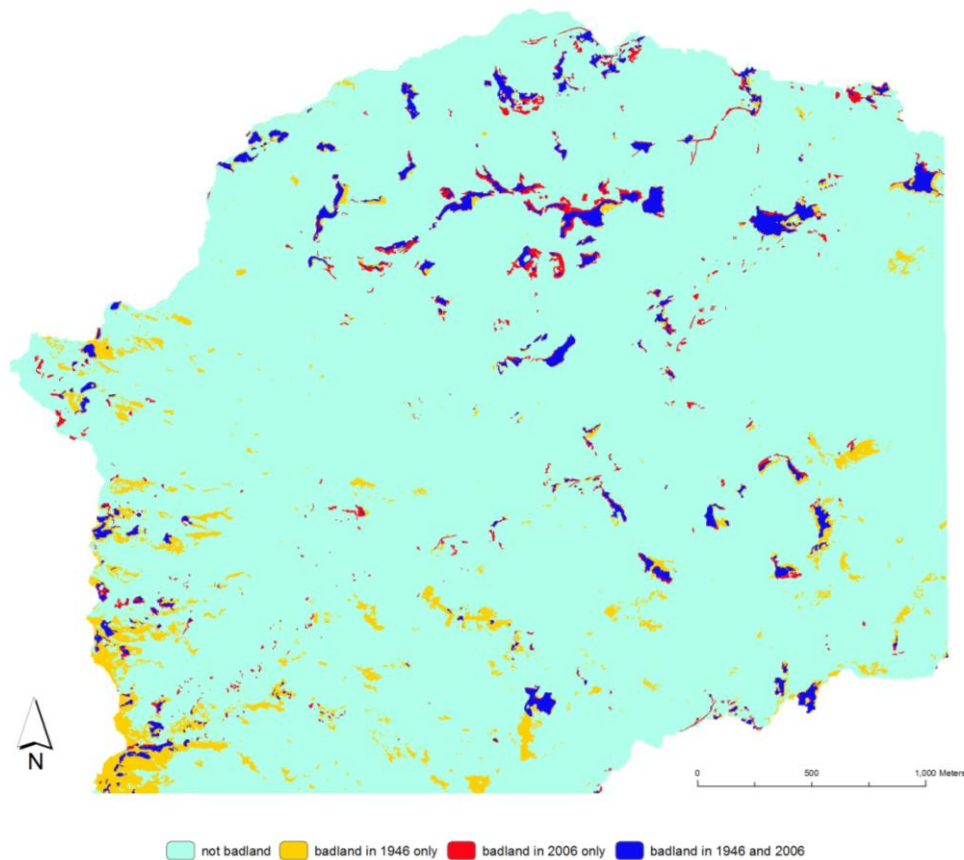 N
0 500 1,000 Meters
not badland badland in 1946 only badland in 2006 only badland in 1946 and 2006